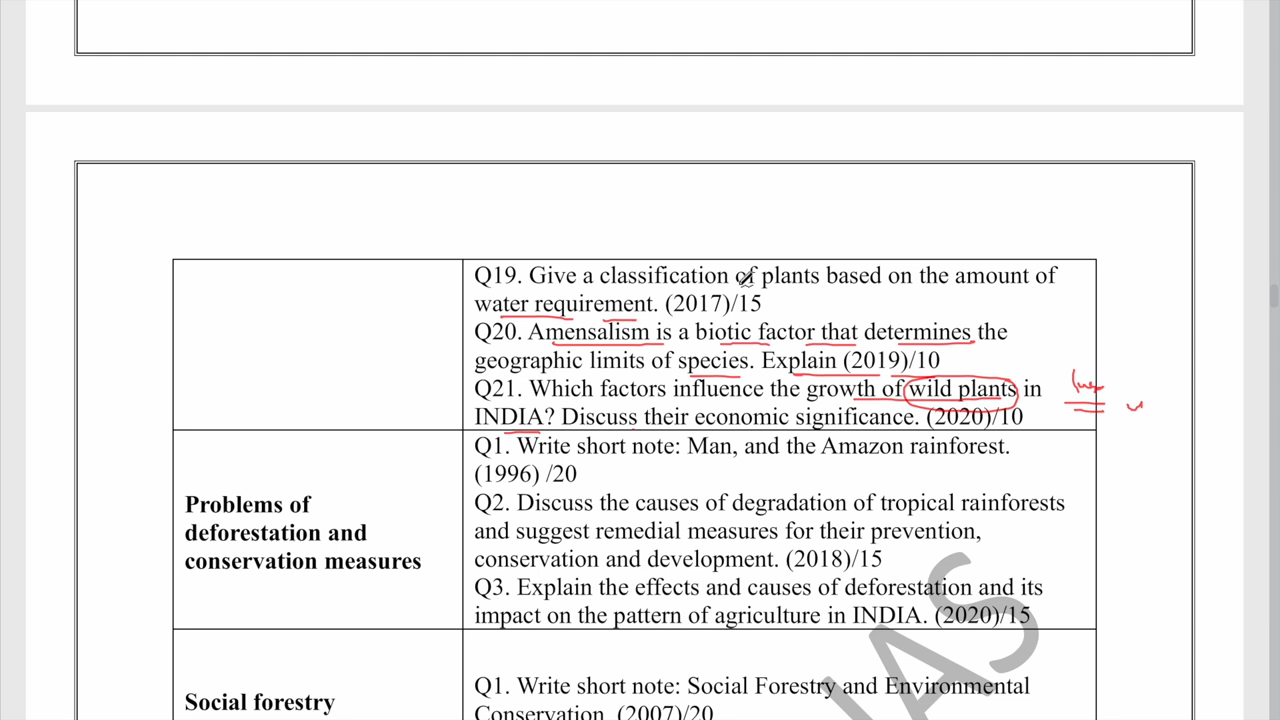 Q19. Give a classification of plants based on the amount of
water requirement. (2017)/15
Q20. Amensalism is a biotic factor that determines the
geographic limits of species. Explain (2019)/10
Q21. Which factors influence the growth of wild plants in
INDIA? Discuss their economic significance. (2020)/10
Problems of
deforestation and
conservation measures
Q1. Write short note: Man, and the Amazon rainforest.
(1996) /20
Q2. Discuss the causes of degradation of tropical rainforests
and suggest remedial measures for their prevention,
conservation and development. (2018)/15
Q3. Explain the effects and causes of deforestation and its
impact on the pattern of agriculture in INDIA. (2020)/15
Social forestry
Q1. Write short note: Social Forestry and Environmental
Conservation. (2007)/20
IAS